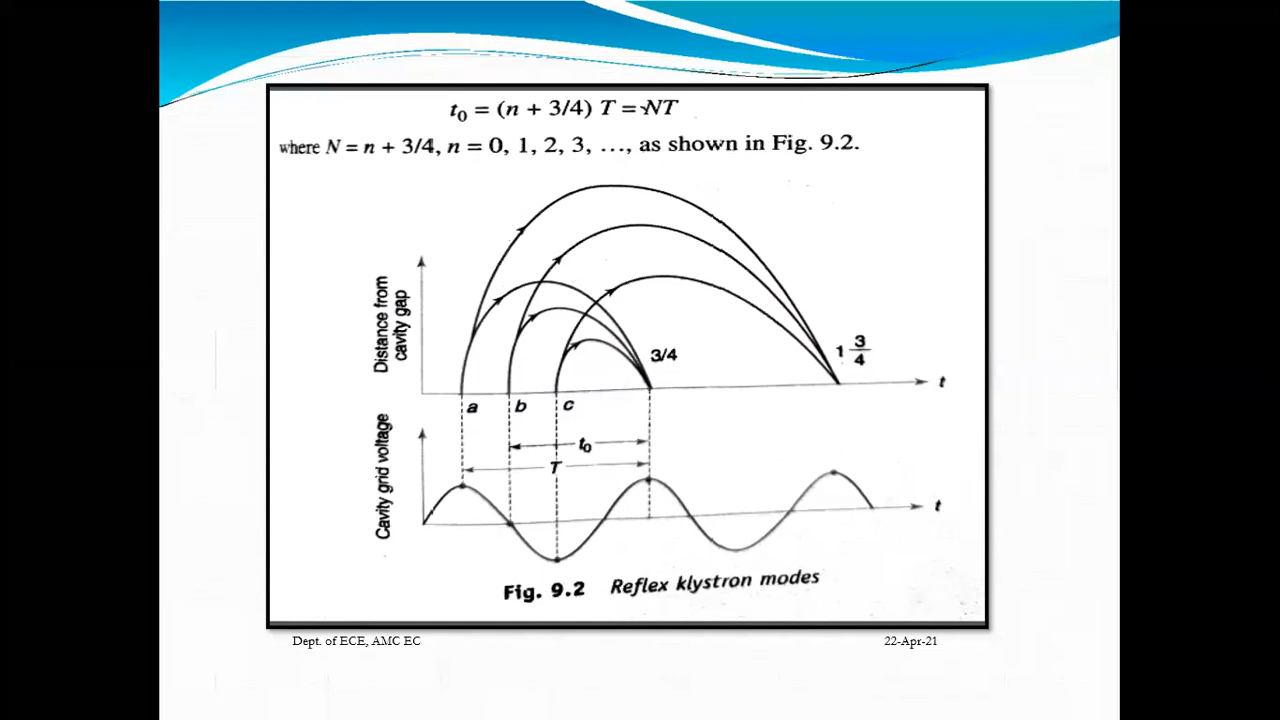 t₀ = (n + 3/4) T = NT
where N = n + 3/4, n = 0, 1, 2, 3, ..., as shown in Fig. 9.2.
Distance from
cavity gap
3/4
1 3/4
t
a b c
t₀
T
Cavity grid voltage
t
Fig. 9.2 Reflex klystron modes
Dept. of ECE, AMC EC
22-Apr-21